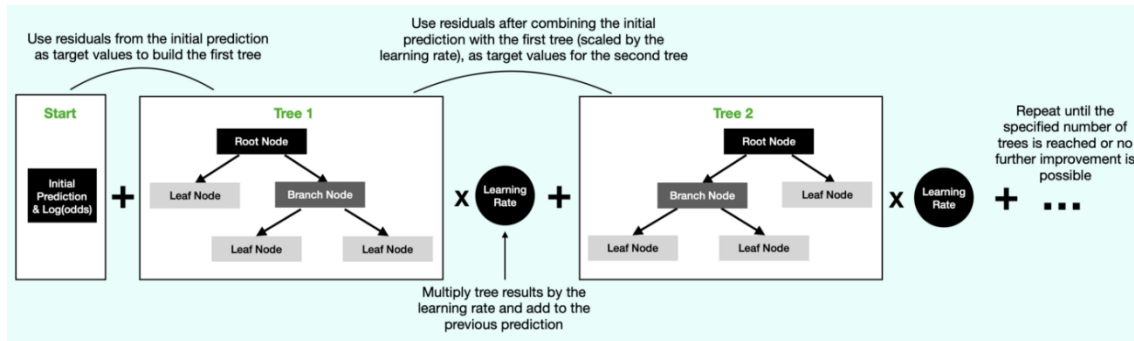 Use residuals from the initial prediction
as target values to build the first tree
Use residuals after combining the initial
prediction with the first tree (scaled by the
learning rate), as target values for the second tree
Start
Initial
Prediction
& Log(odds)
+
Tree 1
Root Node
Leaf Node
Branch Node
Leaf Node
Leaf Node
x
Learning
Rate
+
Multiply tree results by the
learning rate and add to the
previous prediction
Tree 2
Root Node
Branch Node
Leaf Node
Leaf Node
Leaf Node
x
Learning
Rate
+
...
Repeat until the
specified number of
trees is reached or no
further improvement is
possible